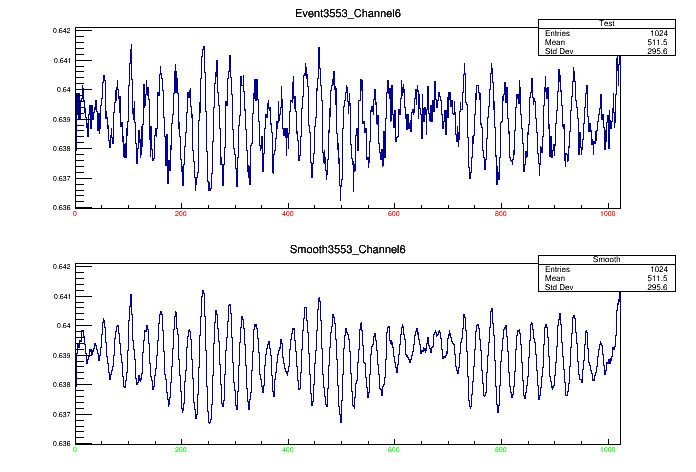 Event3553_Channel6
Test
Entries 1024
Mean 511.5
Std Dev 295.6
0.642
0.641
0.64
0.639
0.638
0.637
0.636
0 200 400 600 800 1000
Smooth3553_Channel6
Smooth
Entries 1024
Mean 511.5
Std Dev 295.6
0.642
0.641
0.64
0.639
0.638
0.637
0.636
0 200 400 600 800 1000